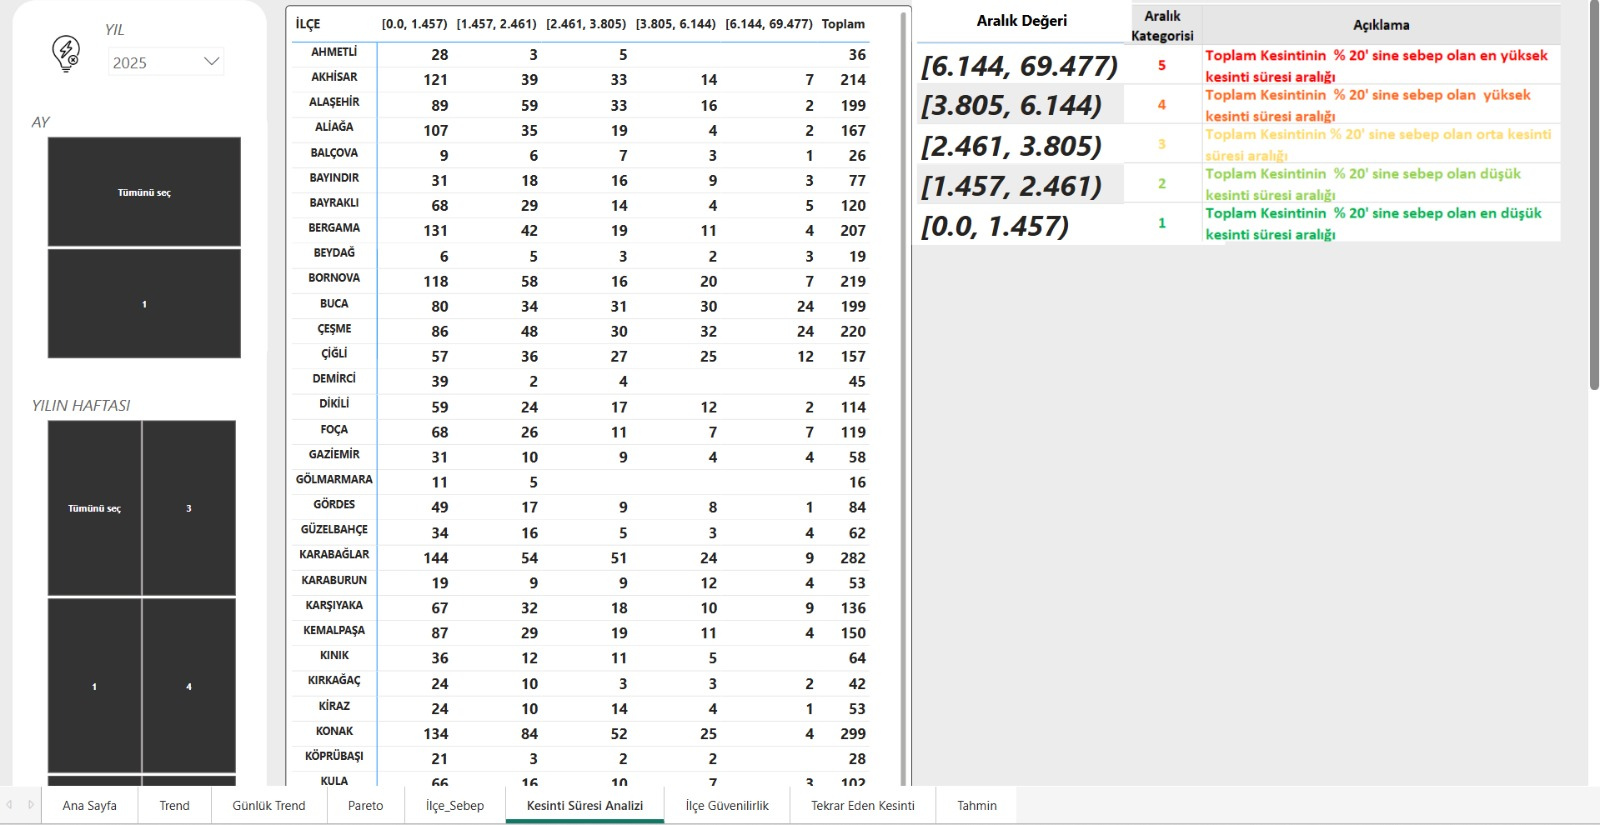 YIL
2025
AY
Tümünü seç
1
YILIN HAFTASI
Tümünü seç 3
1 4
İLÇE [0.0, 1.457) [1.457, 2.461) [2.461, 3.805) [3.805, 6.144) [6.144, 69.477) Toplam
AHMETLİ 28 3 5 36
AKHİSAR 121 39 33 14 7 214
ALAŞEHİR 89 59 33 16 2 199
ALİAĞA 107 35 19 4 2 167
BALÇOVA 9 6 7 3 1 26
BAYINDIR 31 18 16 9 3 77
BAYRAKLI 68 29 14 4 5 120
BERGAMA 131 42 19 11 4 207
BEYDAĞ 6 5 3 2 3 19
BORNOVA 118 58 16 20 7 219
BUCA 80 34 31 30 24 199
ÇEŞME 86 48 30 32 24 220
ÇİĞLİ 57 36 27 25 12 157
DEMİRCİ 39 2 4 45
DİKİLİ 59 24 17 12 2 114
FOÇA 68 26 11 7 7 119
GAZİEMİR 31 10 9 4 4 58
GÖLMARMARA 11 5 16
GÖRDES 49 17 9 8 1 84
GÜZELBAHÇE 34 16 5 3 4 62
KARABAĞLAR 144 54 51 24 9 282
KARABURUN 19 9 9 12 4 53
KARŞIYAKA 67 32 18 10 9 136
KEMALPAŞA 87 29 19 11 4 150
KINIK 36 12 11 5 64
KIRKAĞAÇ 24 10 3 3 2 42
KİRAZ 24 10 14 4 1 53
KONAK 134 84 52 25 4 299
KÖPRÜBAŞI 21 3 2 2 28
KULA 66 16 10 7 3 102
Aralık Değeri
Aralık
Kategorisi
Açıklama
[6.144, 69.477) 5 Toplam Kesintinin % 20' sine sebep olan en yüksek
kesinti süresi aralığı
[3.805, 6.144) 4 Toplam Kesintinin % 20' sine sebep olan yüksek
kesinti süresi aralığı
[2.461, 3.805) 3 Toplam Kesintinin % 20' sine sebep olan orta kesinti
süresi aralığı
[1.457, 2.461) 2 Toplam Kesintinin % 20' sine sebep olan düşük
kesinti süresi aralığı
[0.0, 1.457) 1 Toplam Kesintinin % 20' sine sebep olan en düşük
kesinti süresi aralığı
Ana Sayfa Trend Günlük Trend Pareto İlçe_Sebep Kesinti Süresi Analizi İlçe Güvenilirlik Tekrar Eden Kesinti Tahmin